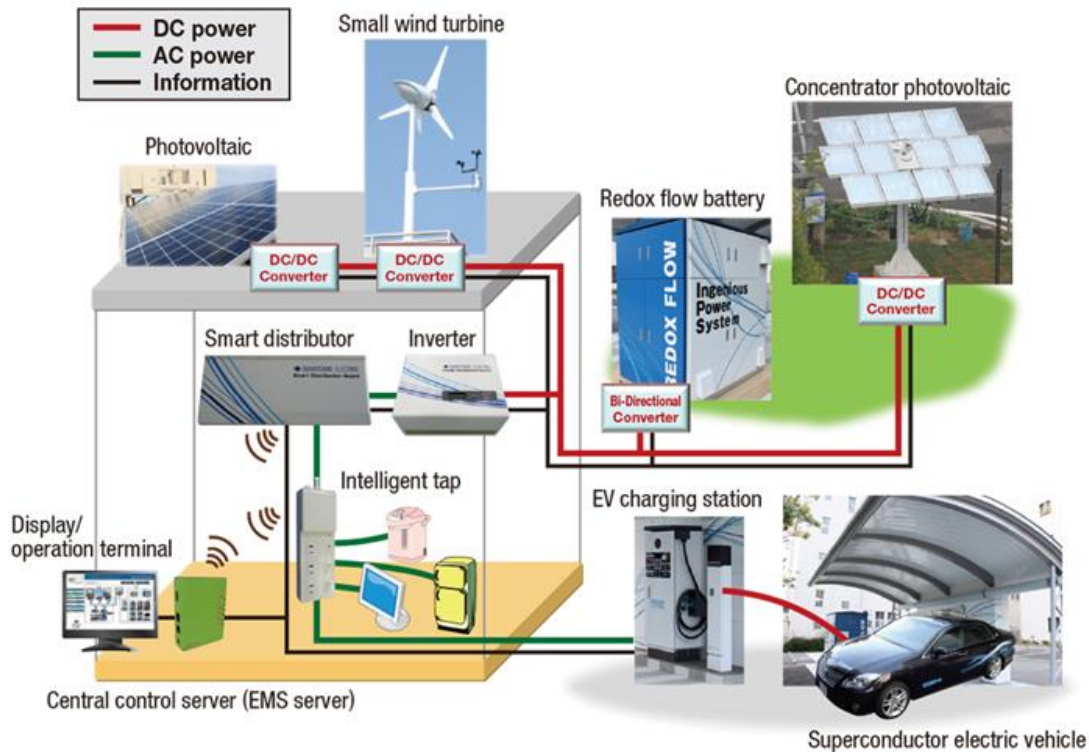 DC power
AC power
Information
Small wind turbine
Concentrator photovoltaic
Photovoltaic
Redox flow battery
DC/DC
Converter
DC/DC
Converter
REDOX FLOW
Ingenious
Power
System
DC/DC
Converter
Smart distributor
Inverter
Bi-Directional
Converter
Intelligent tap
EV charging station
Display/
operation terminal
Central control server (EMS server)
Superconductor electric vehicle